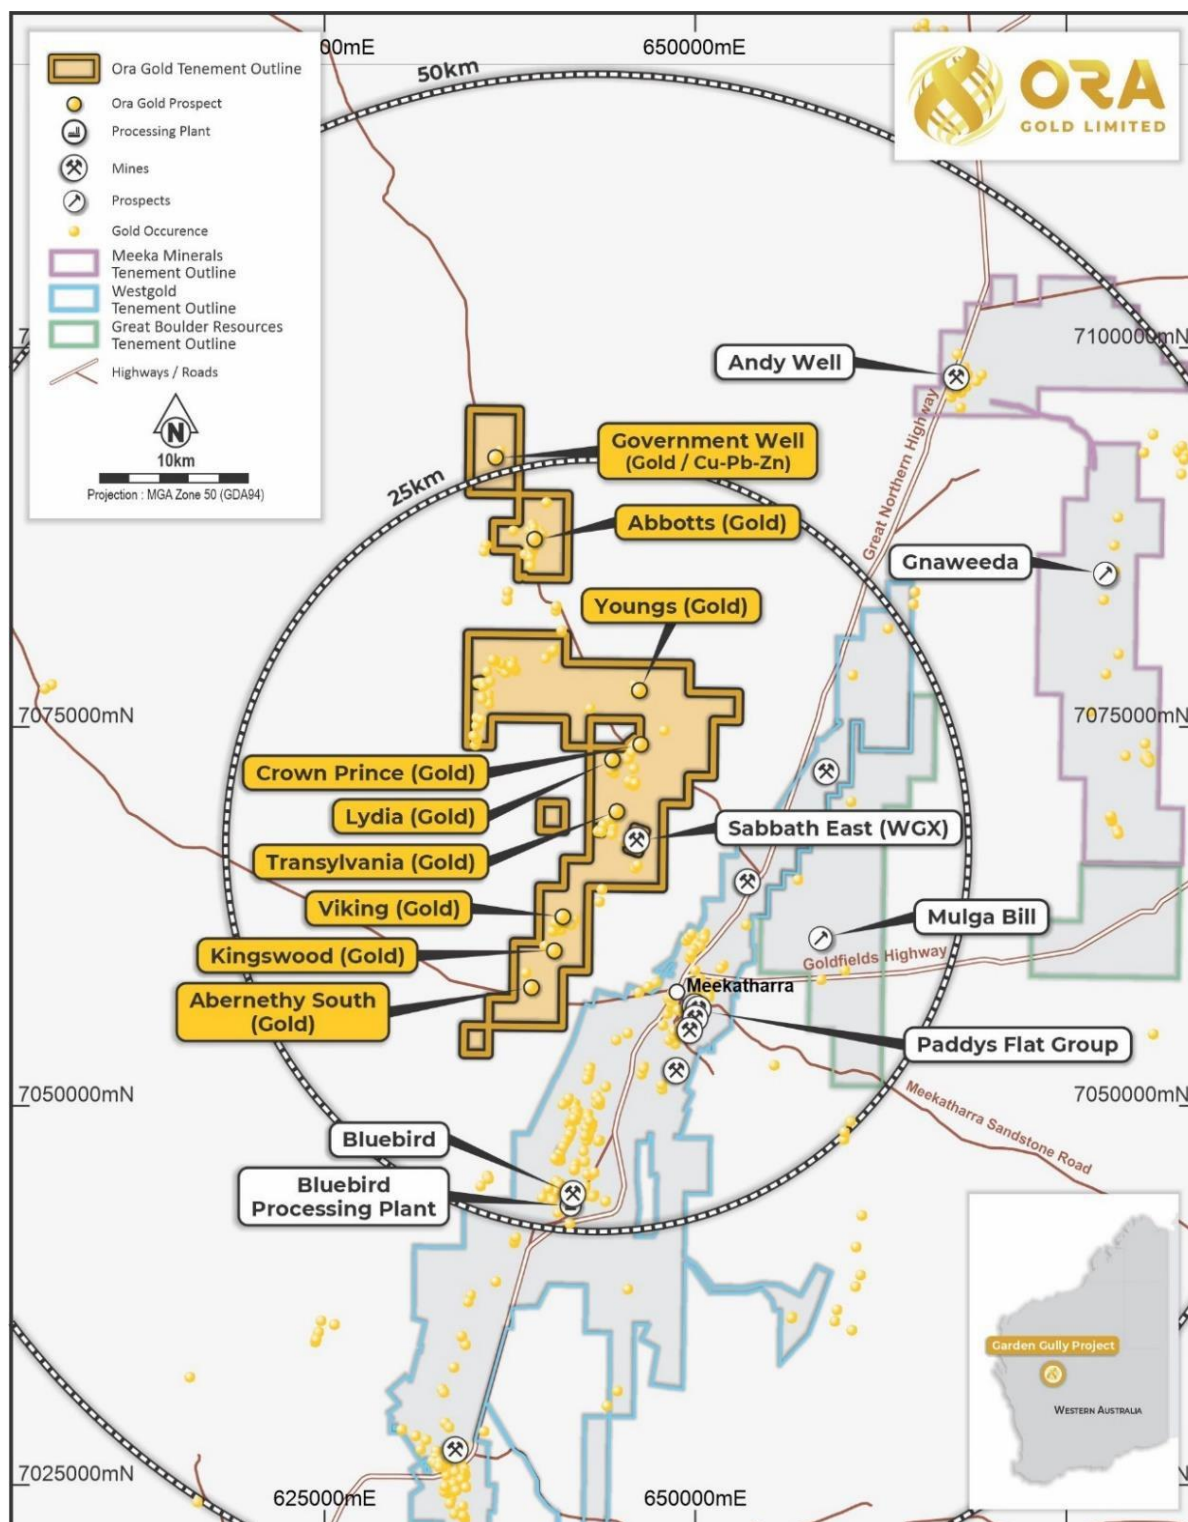 00mE
650000mE
50km
Ora Gold Tenement Outline
Ora Gold Prospect
Processing Plant
Mines
Prospects
Gold Occurence
Meeka Minerals
Tenement Outline
Westgold
Tenement Outline
Great Boulder Resources
Tenement Outline
Highways / Roads
N
10km
Projection : MGA Zone 50 (GDA94)
ORA
GOLD LIMITED
7
7100000mN
Andy Well
Great Northern Highway
Government Well
(Gold / Cu-Pb-Zn)
25km
Abbotts (Gold)
Gnaweeda
Youngs (Gold)
7075000mN
7075000mN
Crown Prince (Gold)
Lydia (Gold)
Sabbath East (WGX)
Transylvania (Gold)
Viking (Gold)
Mulga Bill
Kingswood (Gold)
Goldfields Highway
Meekatharra
Abernethy South
(Gold)
Paddys Flat Group
7050000mN
7050000mN
Meekatharra Sandstone Road
Bluebird
Bluebird
Processing Plant
Garden Gully Project
WESTERN AUSTRALIA
7025000mN
625000mE
650000mE